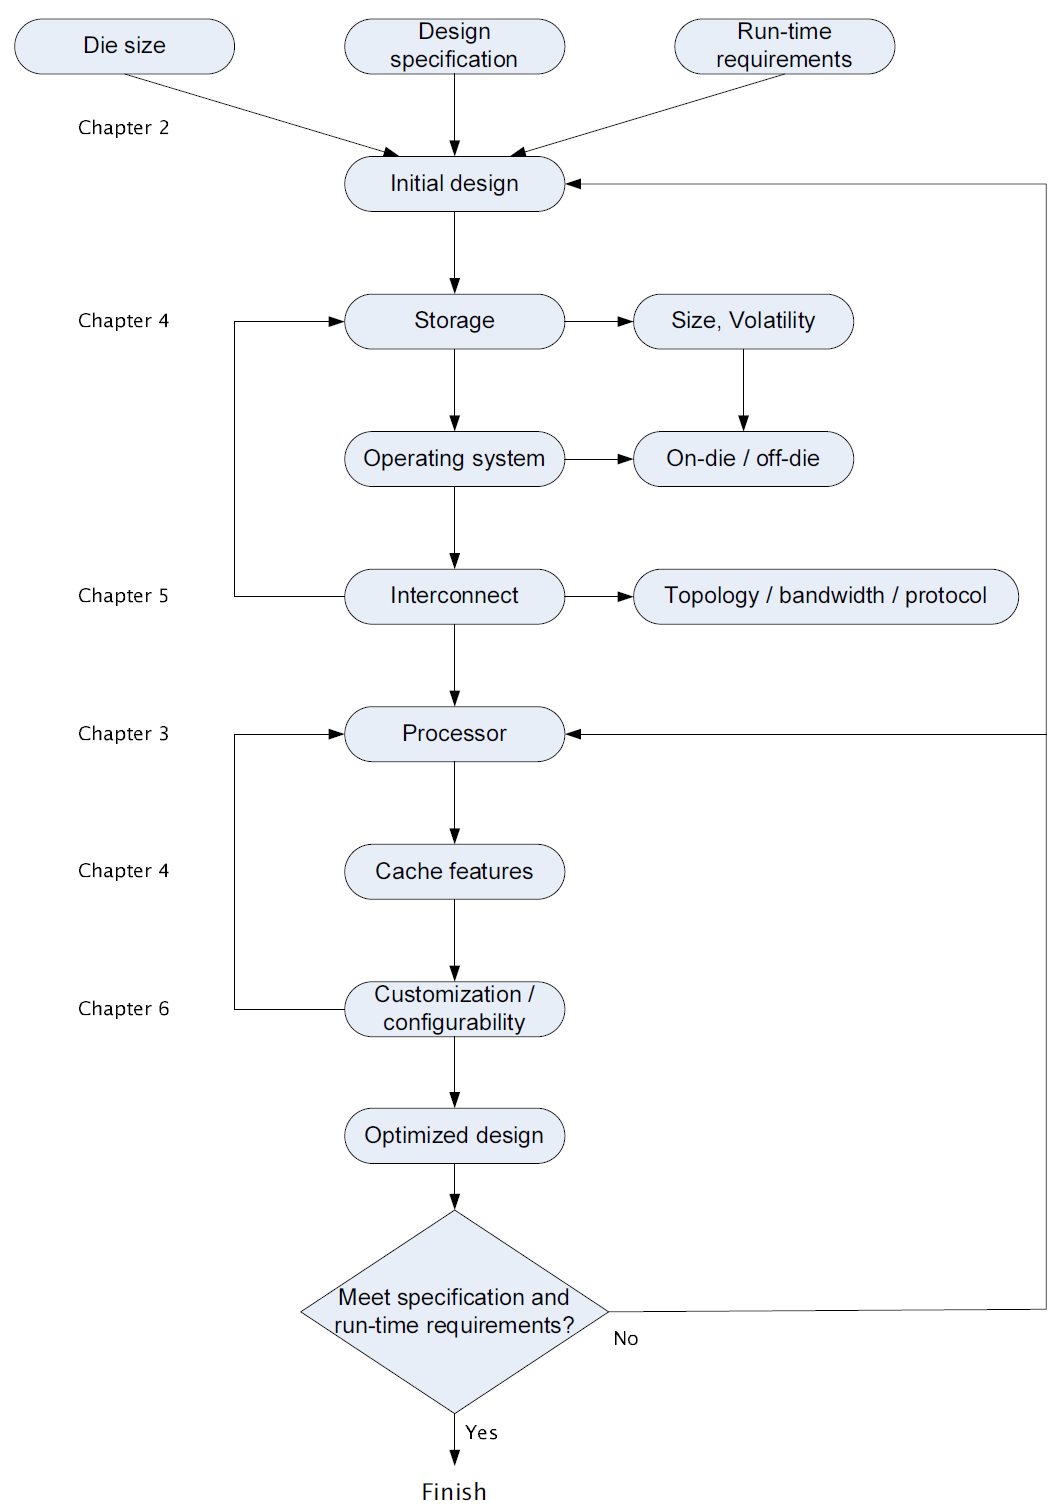 Die size
Design
specification
Run-time
requirements
Chapter 2
Initial design
Chapter 4
Storage
Size, Volatility
Operating system
On-die / off-die
Chapter 5
Interconnect
Topology / bandwidth / protocol
Chapter 3
Processor
Chapter 4
Cache features
Chapter 6
Customization /
configurability
Optimized design
Meet specification and
run-time requirements?
No
Yes
Finish